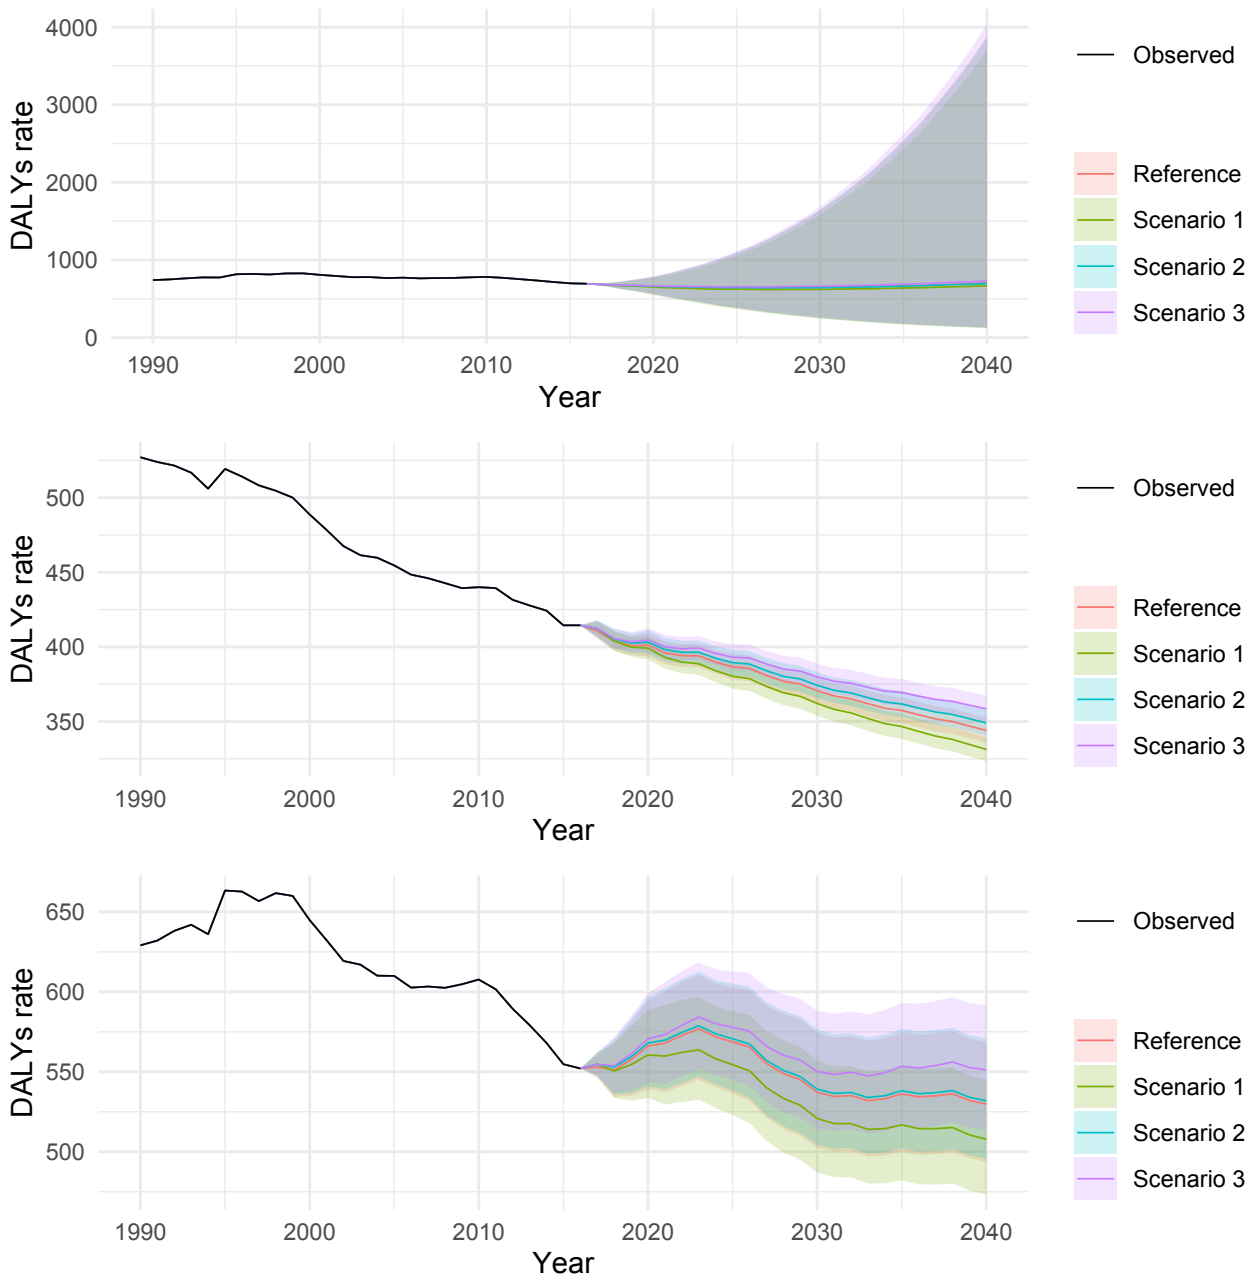 4000
3000
2000
1000
0
DALYs rate
1990 2000 2010 2020 2030 2040
Year
Observed
Reference
Scenario 1
Scenario 2
Scenario 3
500
450
400
350
DALYs rate
1990 2000 2010 2020 2030 2040
Year
Observed
Reference
Scenario 1
Scenario 2
Scenario 3
650
600
550
500
DALYs rate
1990 2000 2010 2020 2030 2040
Year
Observed
Reference
Scenario 1
Scenario 2
Scenario 3